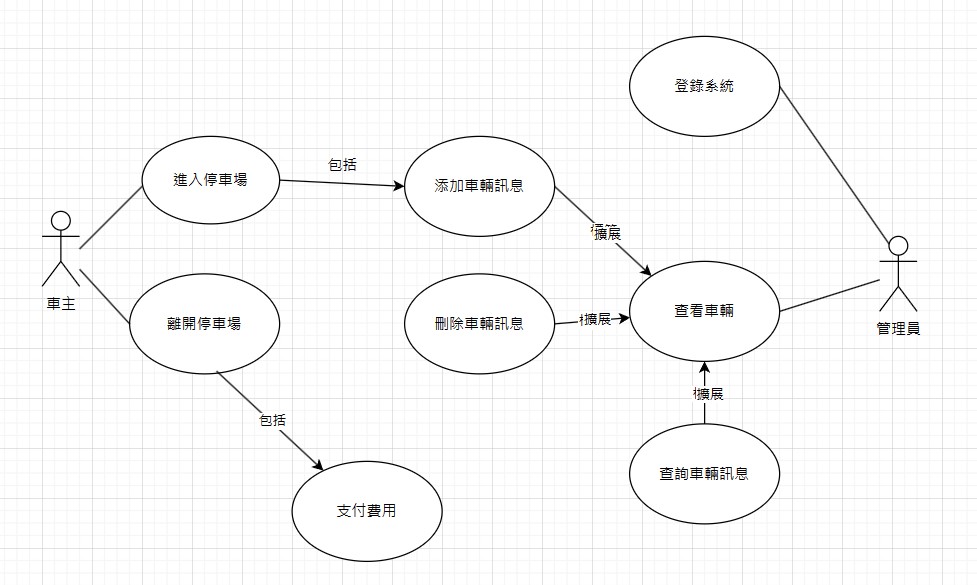 登錄系統
包括
進入停車場
添加車輛訊息
擴展
車主
離開停車場
刪除車輛訊息
擴展
查看車輛
管理員
擴展
包括
查詢車輛訊息
支付費用